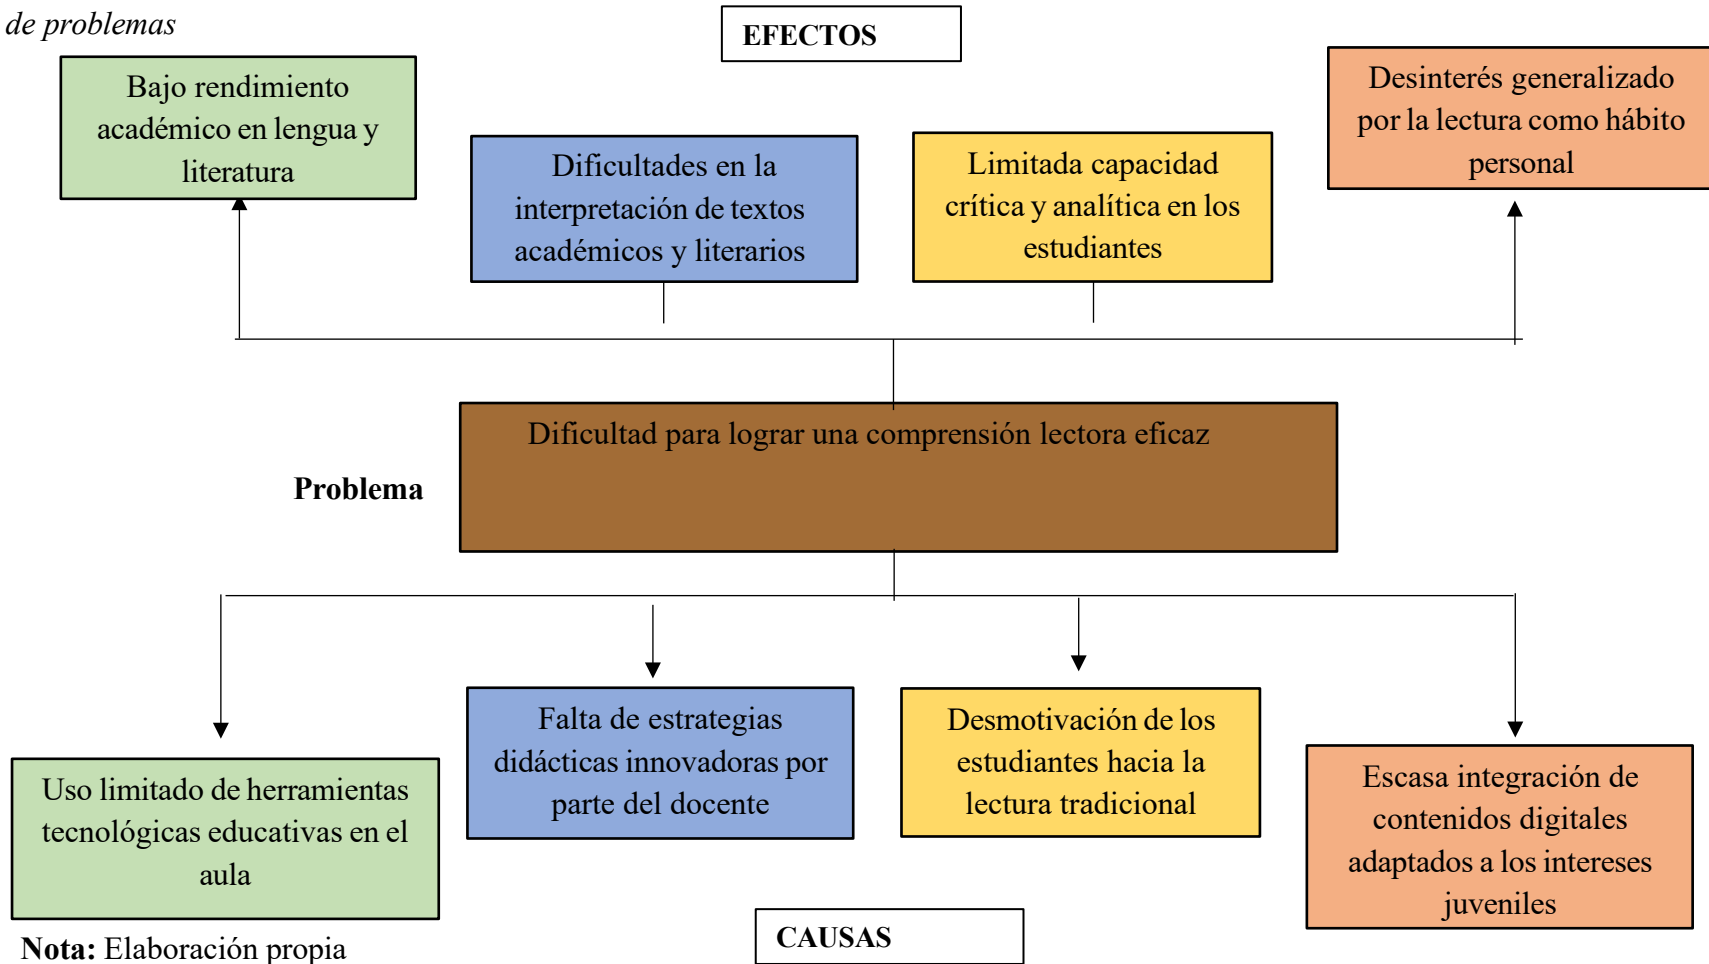 de problemas
EFECTOS
Bajo rendimiento
académico en lengua y
literatura
Dificultades en la
interpretación de textos
académicos y literarios
Limitada capacidad
crítica y analítica en los
estudiantes
Desinterés generalizado
por la lectura como hábito
personal
Dificultad para lograr una comprensión lectora eficaz
Problema
Uso limitado de herramientas
tecnológicas educativas en el
aula
Falta de estrategias
didácticas innovadoras por
parte del docente
Desmotivación de los
estudiantes hacia la
lectura tradicional
Escasa integración de
contenidos digitales
adaptados a los intereses
juveniles
CAUSAS
Nota: Elaboración propia